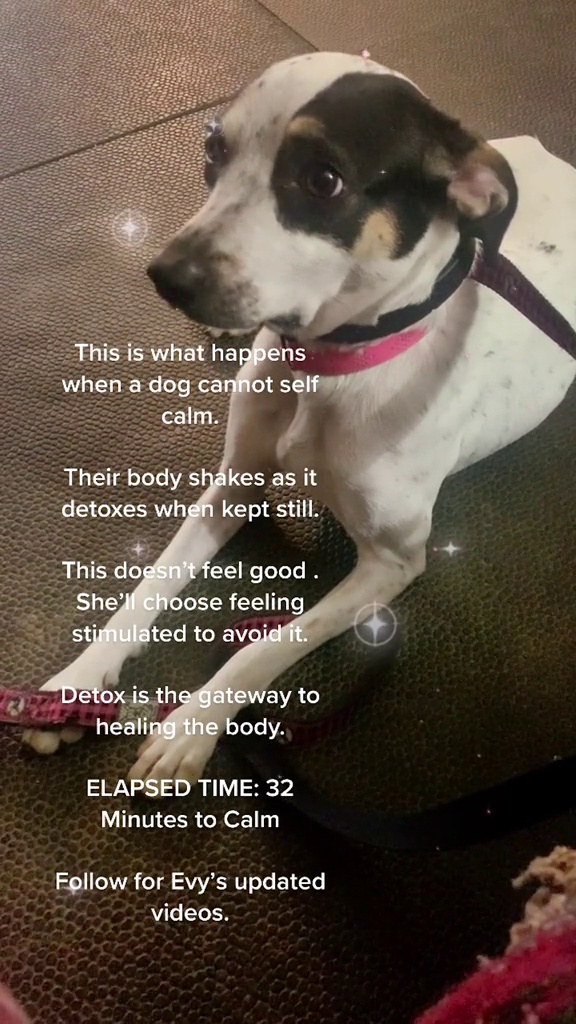 This is what happens
when a dog cannot self
calm.
Their body shakes as it
detoxes when kept still.
This doesn't feel good .
She'll choose feeling
stimulated to avoid it.
Detox is the gateway to
healing the body.
ELAPSED TIME: 32
Minutes to Calm
Follow for Evy's updated
videos.